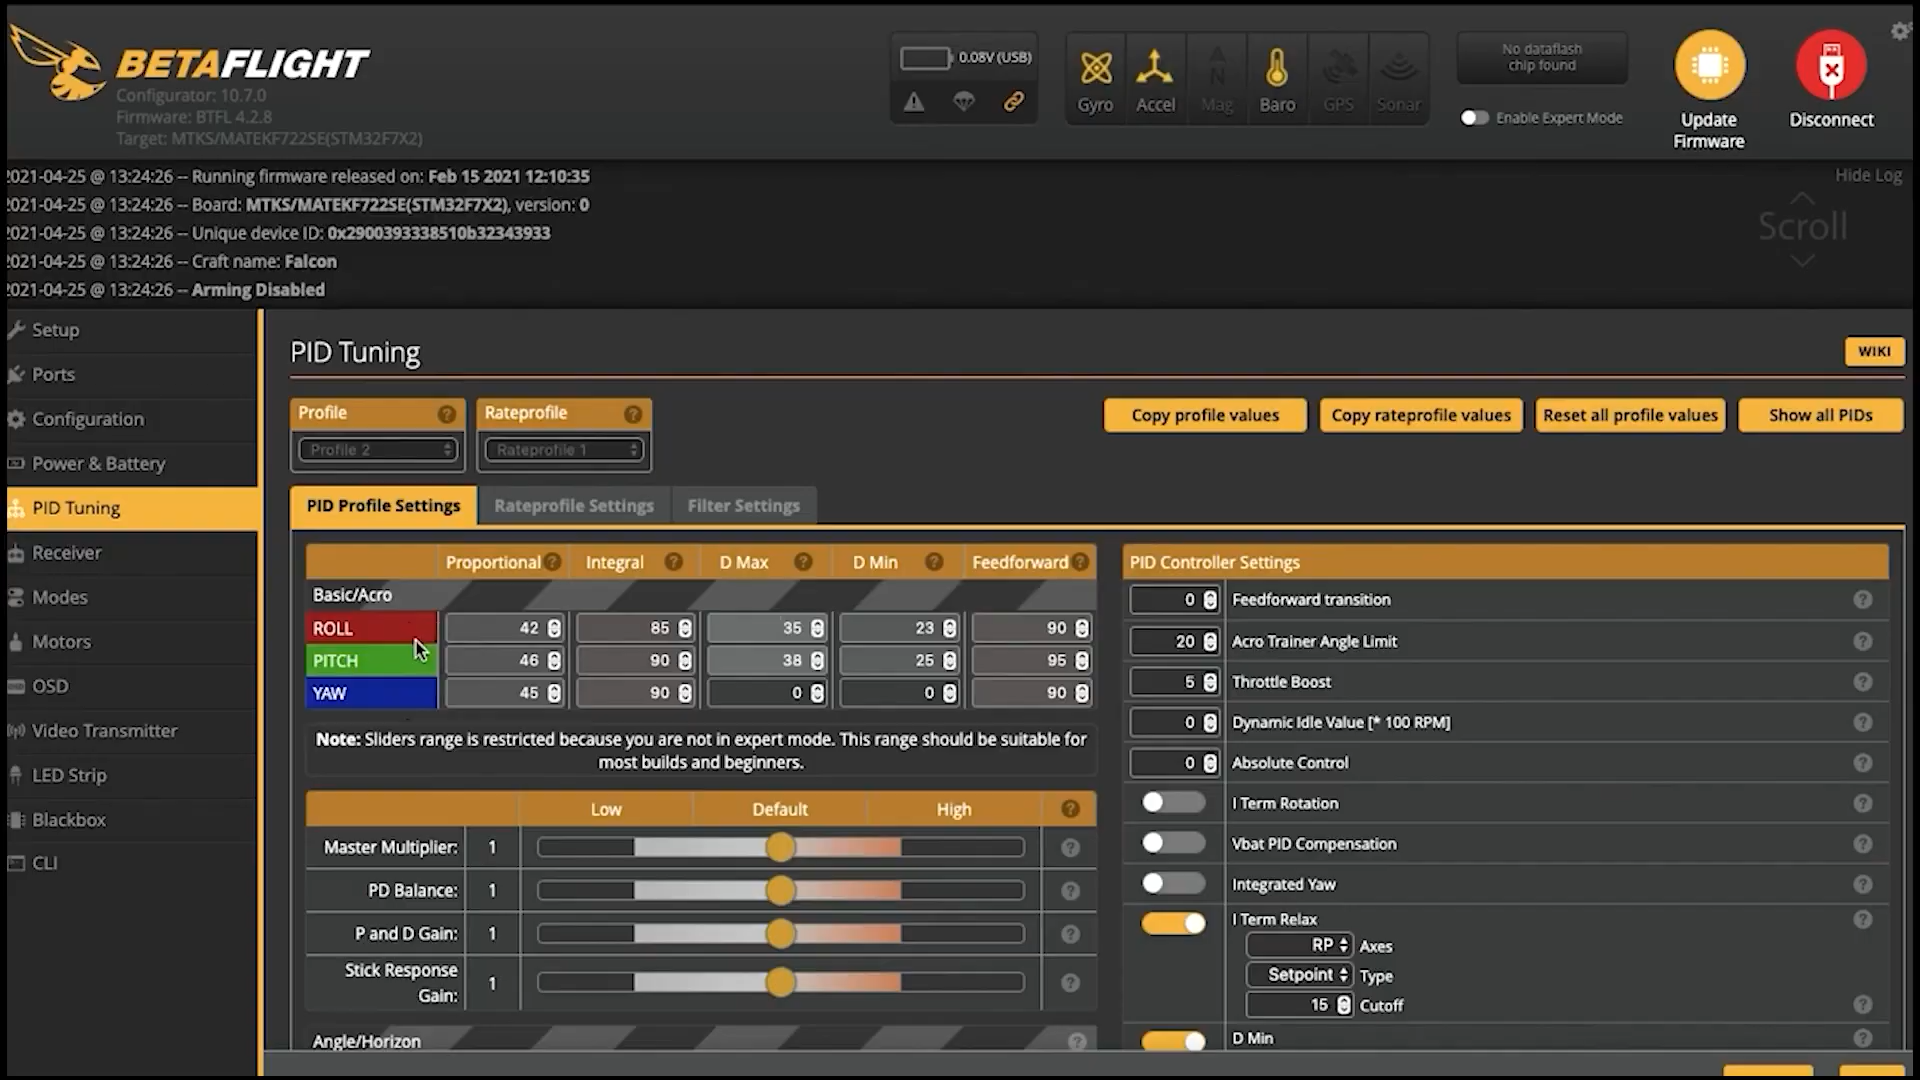 BETAFLIGHT
Configurator: 10.7.0
Firmware: BTFL 4.2.8
Target: MTKS/MATEKF722SE(STM32F7X2)
0.08V (USB)
Gyro
Accel
Mag
Baro
GPS
Sonar
No dataflash
chip found
Enable Expert Mode
Update
Firmware
Disconnect
2021-04-25 @ 13:24:26 -- Running firmware released on: Feb 15 2021 12:10:35
2021-04-25 @ 13:24:26 -- Board: MTKS/MATEKF722SE(STM32F7X2), version: 0
2021-04-25 @ 13:24:26 -- Unique device ID: 0x2900393338510b32343933
2021-04-25 @ 13:24:26 -- Craft name: Falcon
2021-04-25 @ 13:24:26 -- Arming Disabled
Hide Log
Scroll
Setup
Ports
Configuration
Power & Battery
PID Tuning
Receiver
Modes
Motors
OSD
Video Transmitter
LED Strip
Blackbox
CLI
PID Tuning
WIKI
Profile
Profile 2
Rateprofile
Rateprofile 1
Copy profile values
Copy rateprofile values
Reset all profile values
Show all PIDs
PID Profile Settings
Rateprofile Settings
Filter Settings
Proportional Integral D Max D Min Feedforward
Basic/Acro
ROLL 42 85 35 23 90
PITCH 46 90 38 25 95
YAW 45 90 0 0 90
Note: Sliders range is restricted because you are not in expert mode. This range should be suitable for
most builds and beginners.
Low Default High
Master Multiplier: 1
PD Balance: 1
P and D Gain: 1
Stick Response
Gain: 1
Angle/Horizon
PID Controller Settings
0 Feedforward transition
20 Acro Trainer Angle Limit
5 Throttle Boost
0 Dynamic Idle Value [* 100 RPM]
0 Absolute Control
I Term Rotation
Vbat PID Compensation
Integrated Yaw
I Term Relax
RP Axes
Setpoint Type
15 Cutoff
D Min